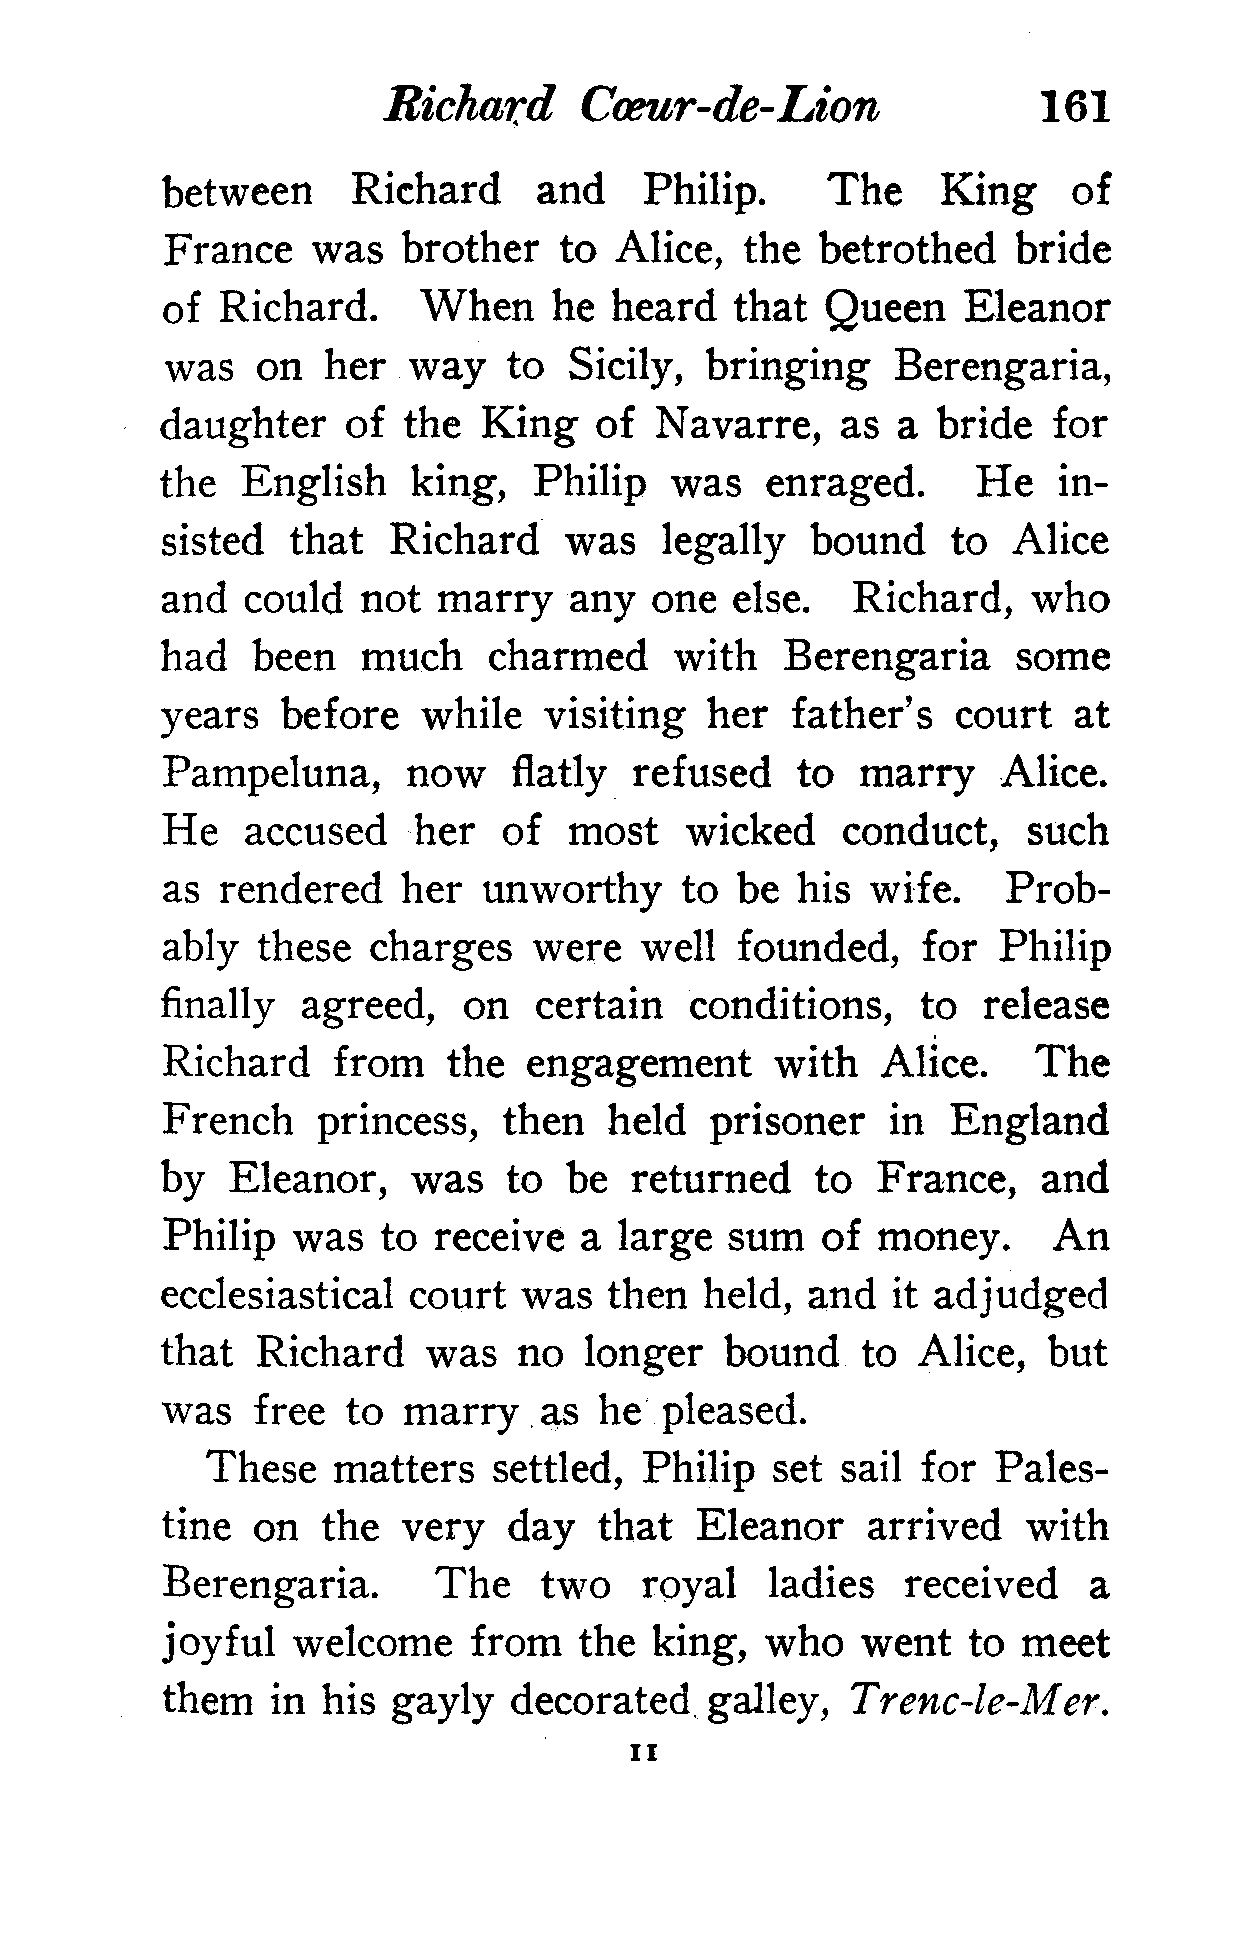 Richard Cœur-de-Lion 161
between Richard and Philip. The King of
France was brother to Alice, the betrothed bride
of Richard. When he heard that Queen Eleanor
was on her way to Sicily, bringing Berengaria,
daughter of the King of Navarre, as a bride for
the English king, Philip was enraged. He in-
sisted that Richard was legally bound to Alice
and could not marry any one else. Richard, who
had been much charmed with Berengaria some
years before while visiting her father's court at
Pampeluna, now flatly refused to marry Alice.
He accused her of most wicked conduct, such
as rendered her unworthy to be his wife. Prob-
ably these charges were well founded, for Philip
finally agreed, on certain conditions, to release
Richard from the engagement with Alice. The
French princess, then held prisoner in England
by Eleanor, was to be returned to France, and
Philip was to receive a large sum of money. An
ecclesiastical court was then held, and it adjudged
that Richard was no longer bound to Alice, but
was free to marry as he pleased.
These matters settled, Philip set sail for Pales-
tine on the very day that Eleanor arrived with
Berengaria. The two royal ladies received a
joyful welcome from the king, who went to meet
them in his gayly decorated galley, Trenc-le-Mer.
11